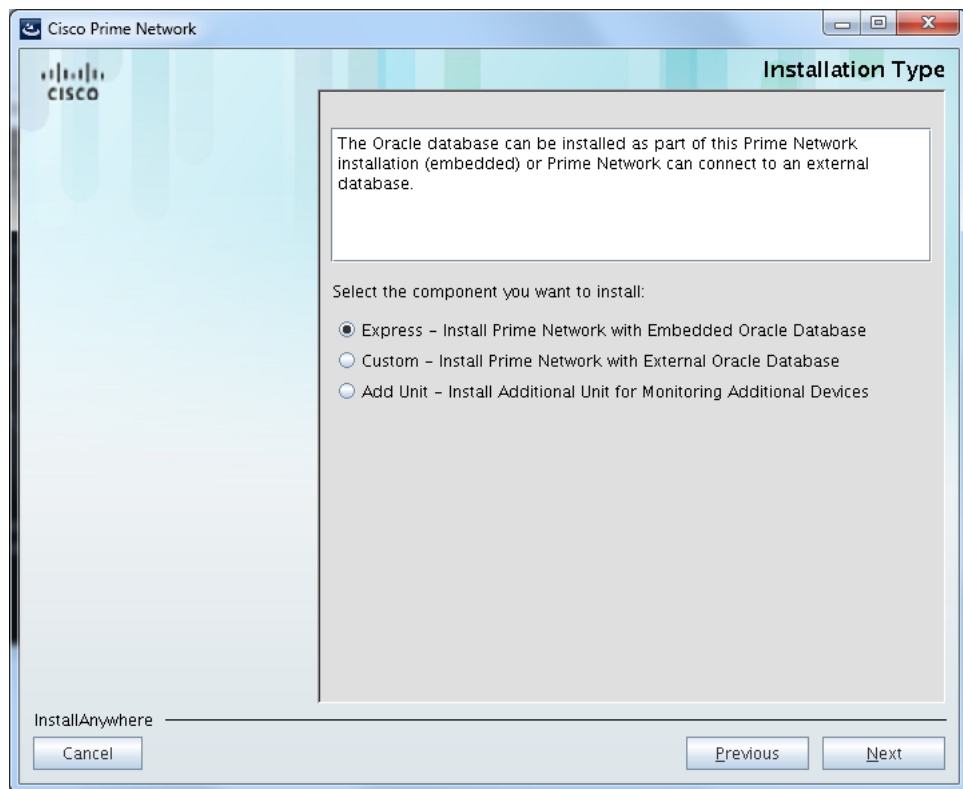 Cisco Prime Network
CISCO
Installation Type
The Oracle database can be installed as part of this Prime Network
installation (embedded) or Prime Network can connect to an external
database.
Select the component you want to install:
Express – Install Prime Network with Embedded Oracle Database
Custom – Install Prime Network with External Oracle Database
Add Unit – Install Additional Unit for Monitoring Additional Devices
InstallAnywhere
Cancel
Previous
Next